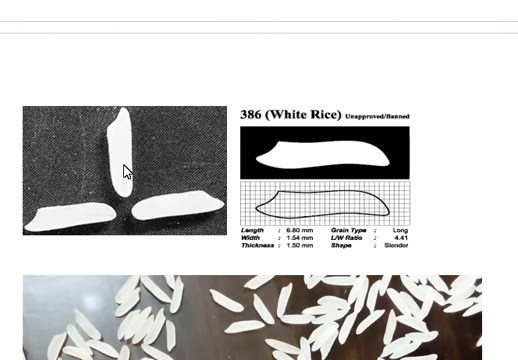 386 (White Rice) Unapproved/Banned
Length : 6.80 mm Grain Type : Long
Width : 1.54 mm L/W Ratio : 4.41
Thickness : 1.50 mm Shape : Slender